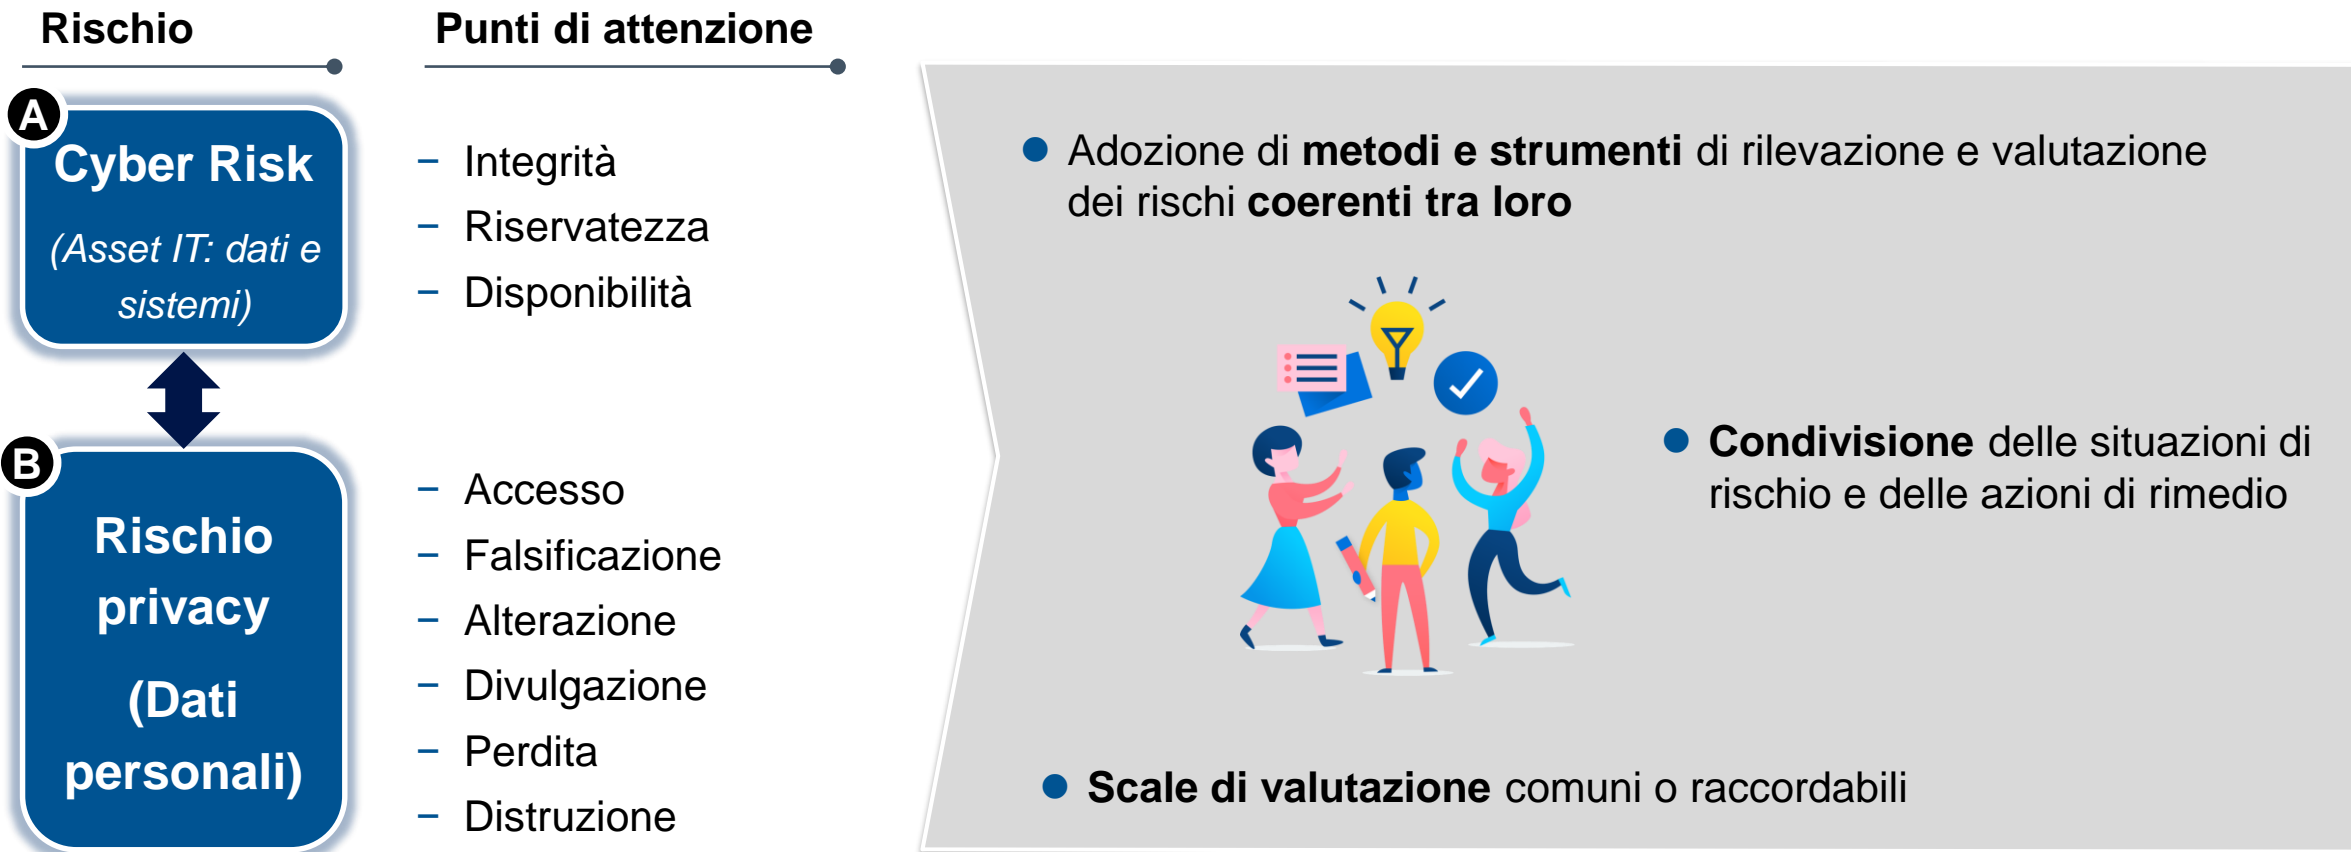 Rischio
Punti di attenzione
A
Cyber Risk
(Asset IT: dati e
sistemi)
– Integrità
– Riservatezza
– Disponibilità
B
Rischio
privacy
(Dati
personali)
– Accesso
– Falsificazione
– Alterazione
– Divulgazione
– Perdita
– Distruzione
● Adozione di metodi e strumenti di rilevazione e valutazione
dei rischi coerenti tra loro
● Condivisione delle situazioni di
rischio e delle azioni di rimedio
● Scale di valutazione comuni o raccordabili